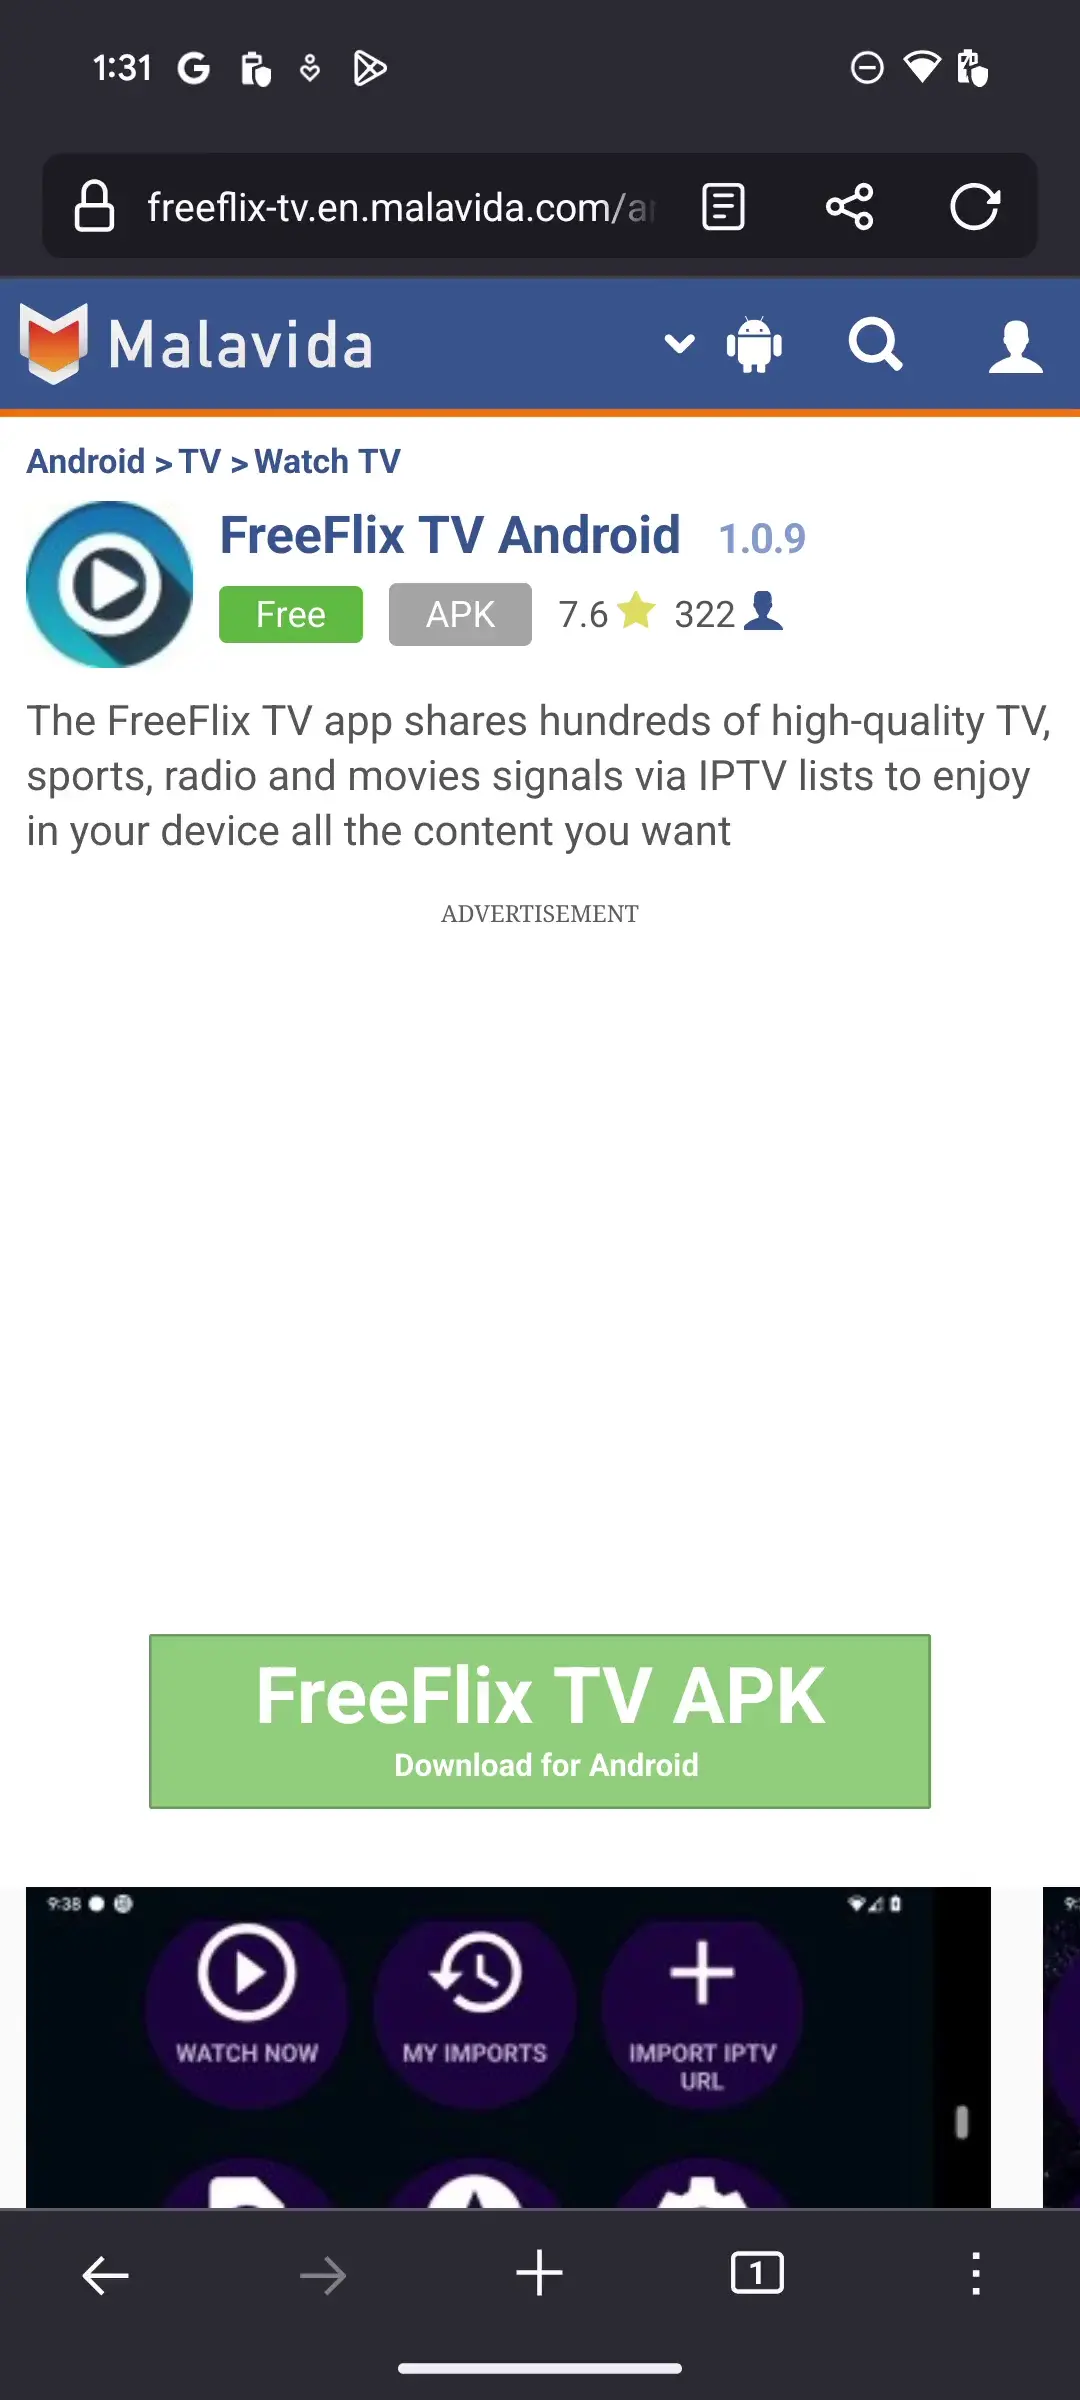 1:31
freeflix-tv.en.malavida.com/a
Malavida
Android > TV > Watch TV
FreeFlix TV Android 1.0.9
Free APK 7.6 322
The FreeFlix TV app shares hundreds of high-quality TV,
sports, radio and movies signals via IPTV lists to enjoy
in your device all the content you want
ADVERTISEMENT
FreeFlix TV APK
Download for Android
9:38
WATCH NOW MY IMPORTS IMPORT IPTV
URL
1